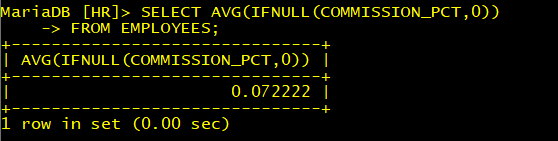 MariaDB [HR]> SELECT AVG(IFNULL(COMMISSION_PCT,0))
    -> FROM EMPLOYEES;
+-------------------------------+
| AVG(IFNULL(COMMISSION_PCT,0)) |
+-------------------------------+
|                      0.072222 |
+-------------------------------+
1 row in set (0.00 sec)